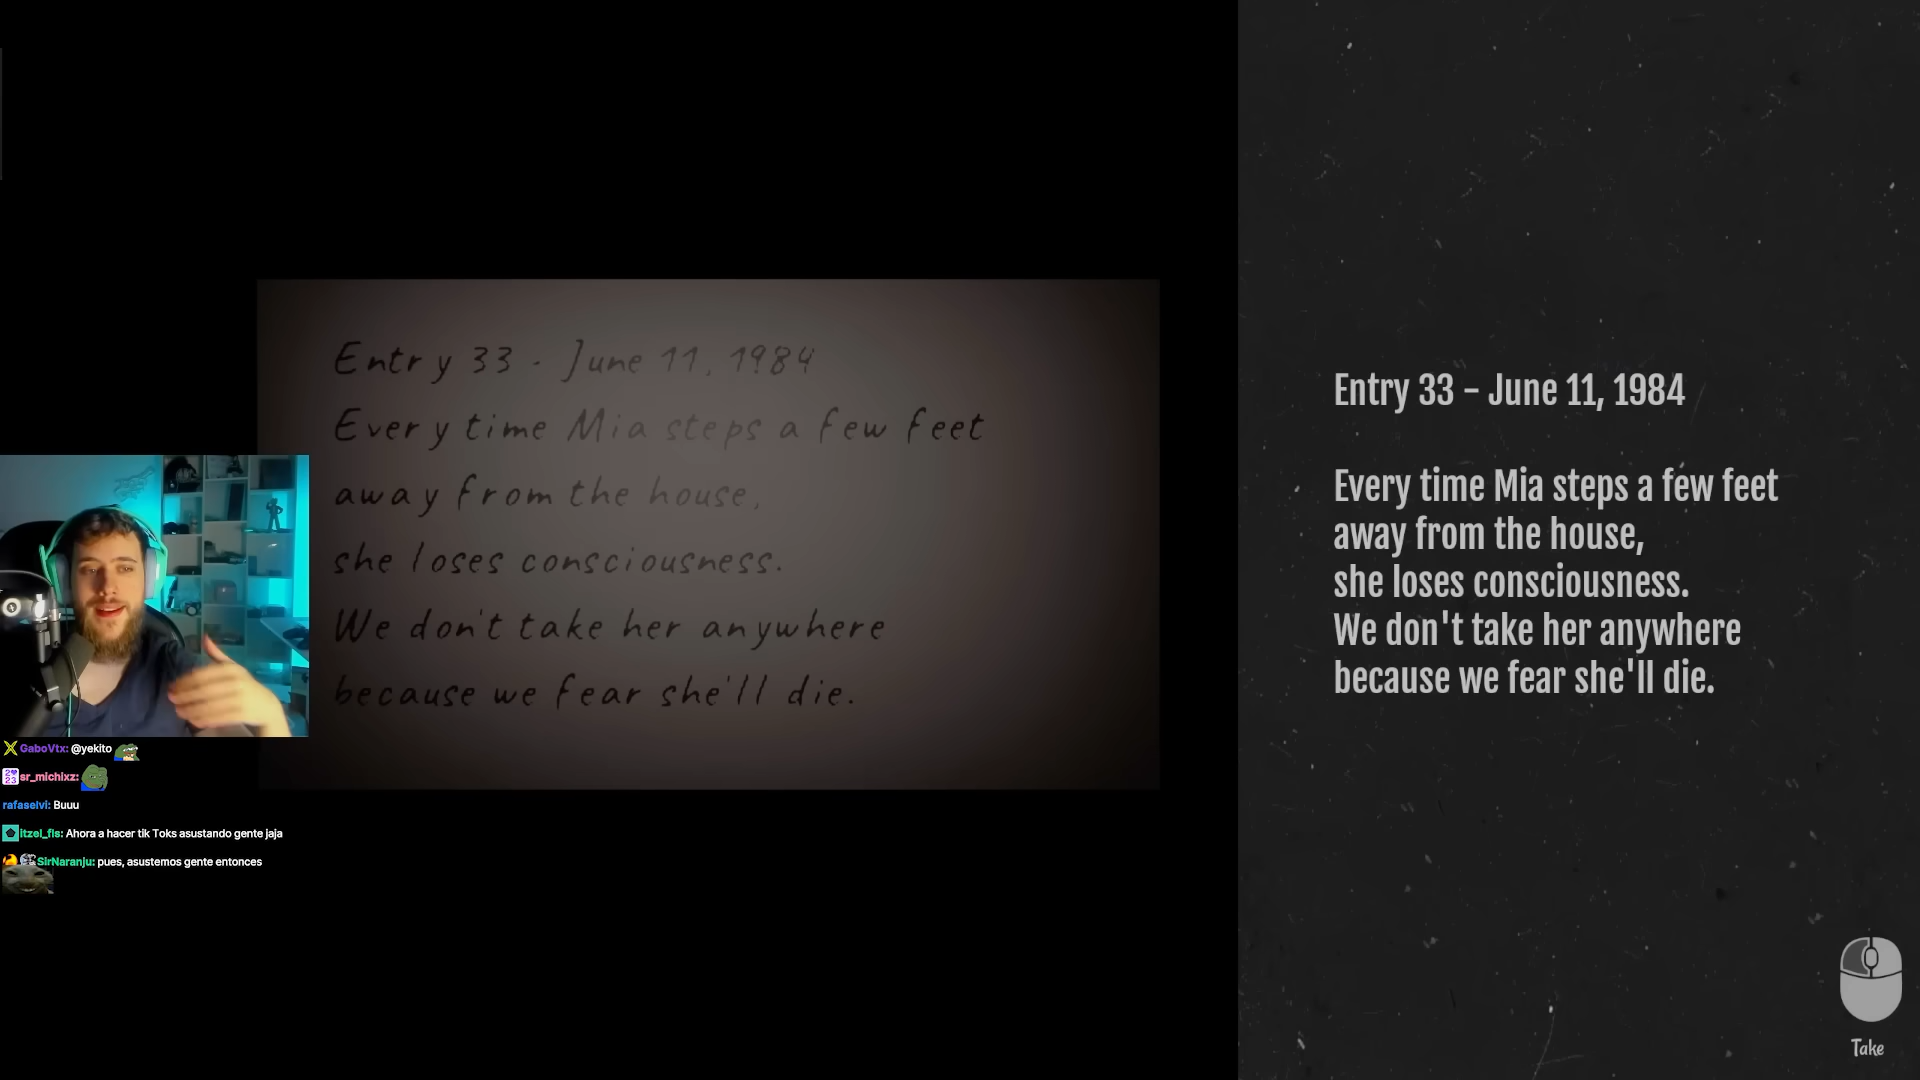 Entry 33 - June 11, 1984
Every time Mia steps a few feet
away from the house,
she loses consciousness.
We don't take her anywhere
because we fear she'll die.
Entry 33 - June 11, 1984
Every time Mia steps a few feet
away from the house,
she loses consciousness.
We don't take her anywhere
because we fear she'll die.
GaboVtx: @yekito
sr_michixz:
rafaselvi: Buuu
itzel_fls: Ahora a hacer tik Toks asustando gente jaja
SirNaranju: pues, asustemos gente entonces
Take